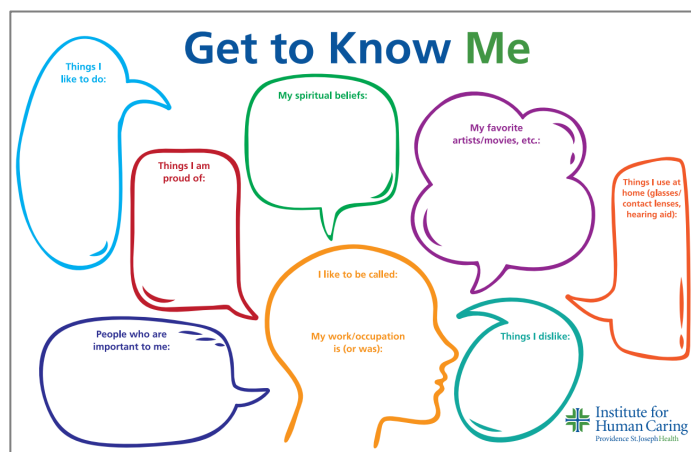 Get to Know Me
Things I
like to do:
My spiritual beliefs:
My favorite
artists/movies, etc.:
Things I am
proud of:
Things I use at
home (glasses/
contact lenses,
hearing aid):
I like to be called:
People who are
important to me:
My work/occupation
is (or was):
Things I dislike:
Institute for
Human Caring
Providence St.JosephHealth